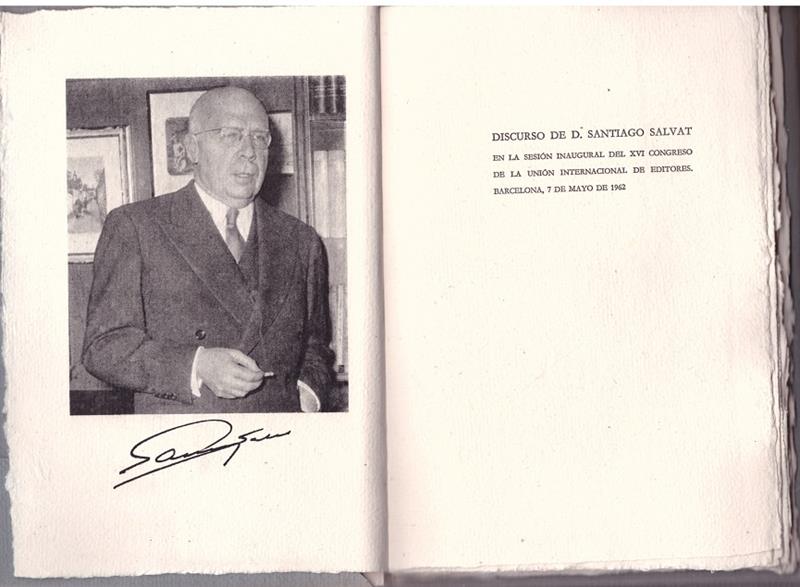 DISCURSO DE D. SANTIAGO SALVAT
EN LA SESIÓN INAUGURAL DEL XVI CONGRESO
DE LA UNIÓN INTERNACIONAL DE EDITORES.
BARCELONA, 7 DE MAYO DE 1962